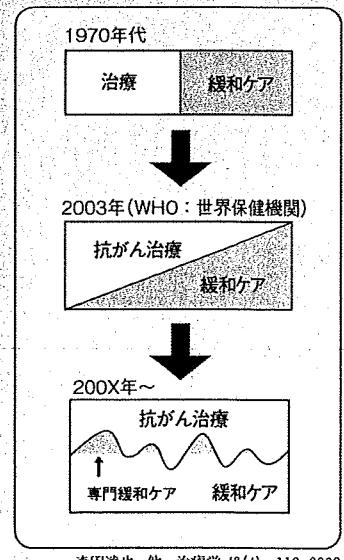 1970年代
治療 緩和ケア
2003年(WHO：世界保健機関)
抗がん治療
緩和ケア
200X年～
抗がん治療
専門緩和ケア 緩和ケア